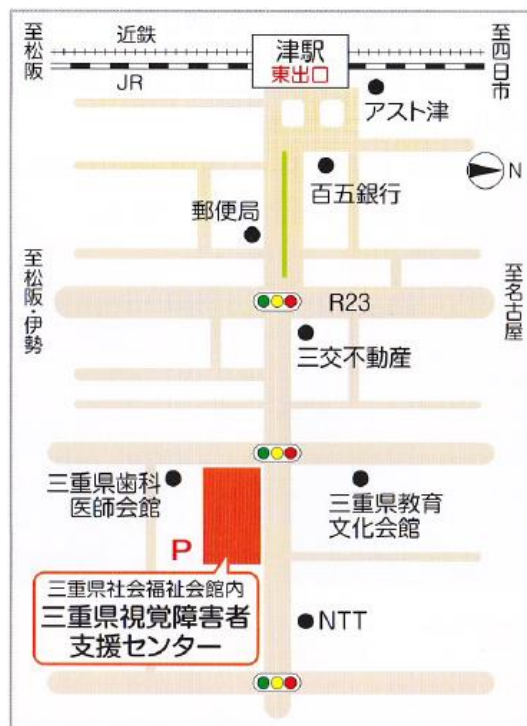 至松阪
近鉄
津駅
東出口
至四日市
JR
アスト津
N
百五銀行
郵便局
至松阪・伊勢
R23
至名古屋
三交不動産
三重県歯科
医師会館
三重県教育
文化会館
P
三重県社会福祉会館内
三重県視覚障害者
支援センター
NTT